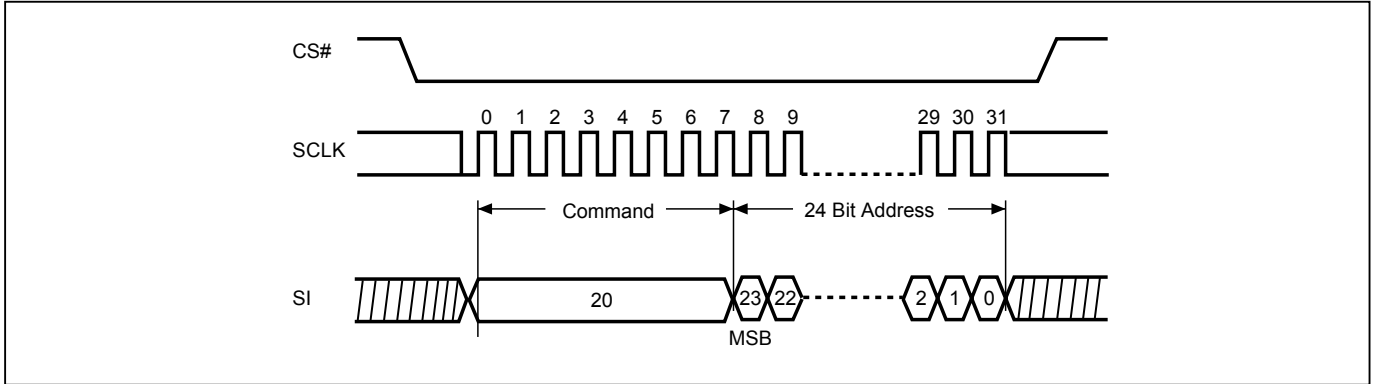 CS#
0 1 2 3 4 5 6 7 8 9 29 30 31
SCLK
Command 24 Bit Address
SI 20 23 22 2 1 0
MSB